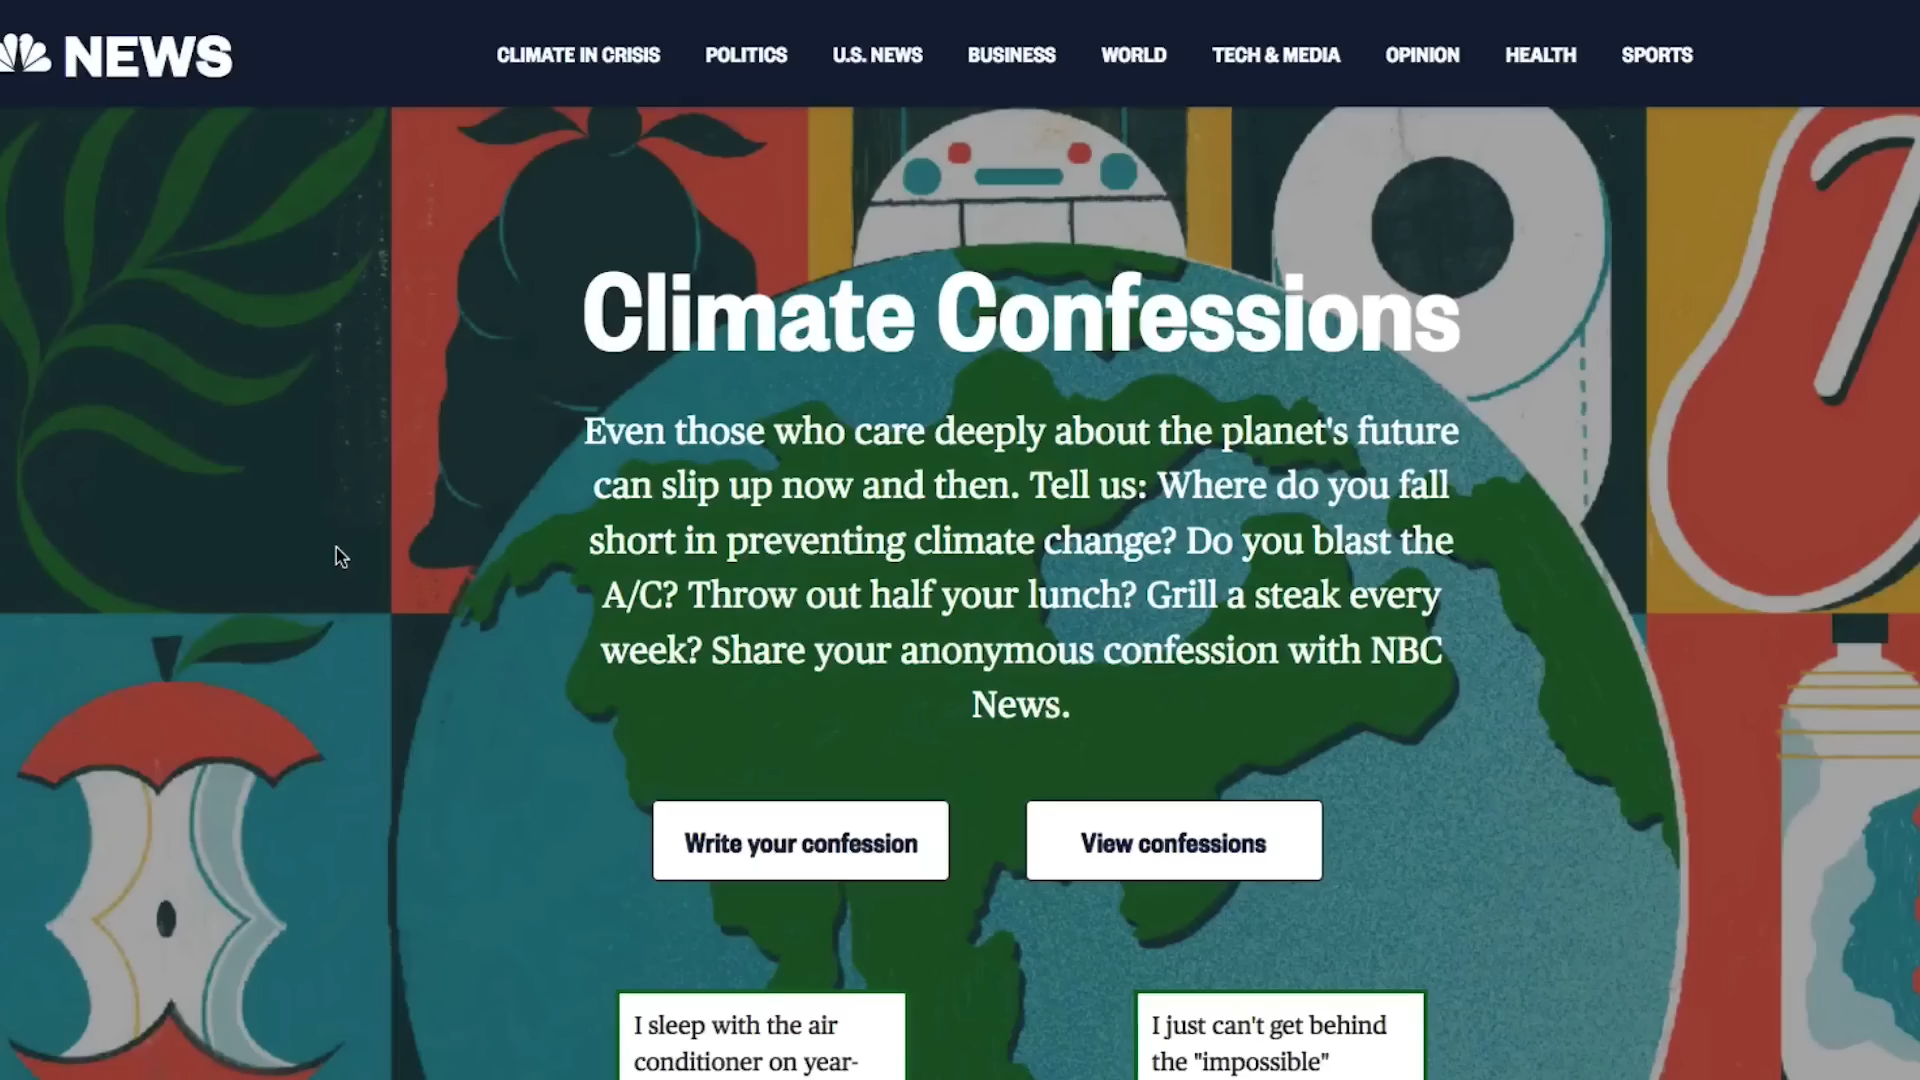 NEWS
CLIMATE IN CRISIS POLITICS U.S. NEWS BUSINESS WORLD TECH & MEDIA OPINION HEALTH SPORTS
Climate Confessions
Even those who care deeply about the planet's future
can slip up now and then. Tell us: Where do you fall
short in preventing climate change? Do you blast the
A/C? Throw out half your lunch? Grill a steak every
week? Share your anonymous confession with NBC
News.
Write your confession
View confessions
I sleep with the air
conditioner on year-
I just can't get behind
the "impossible"